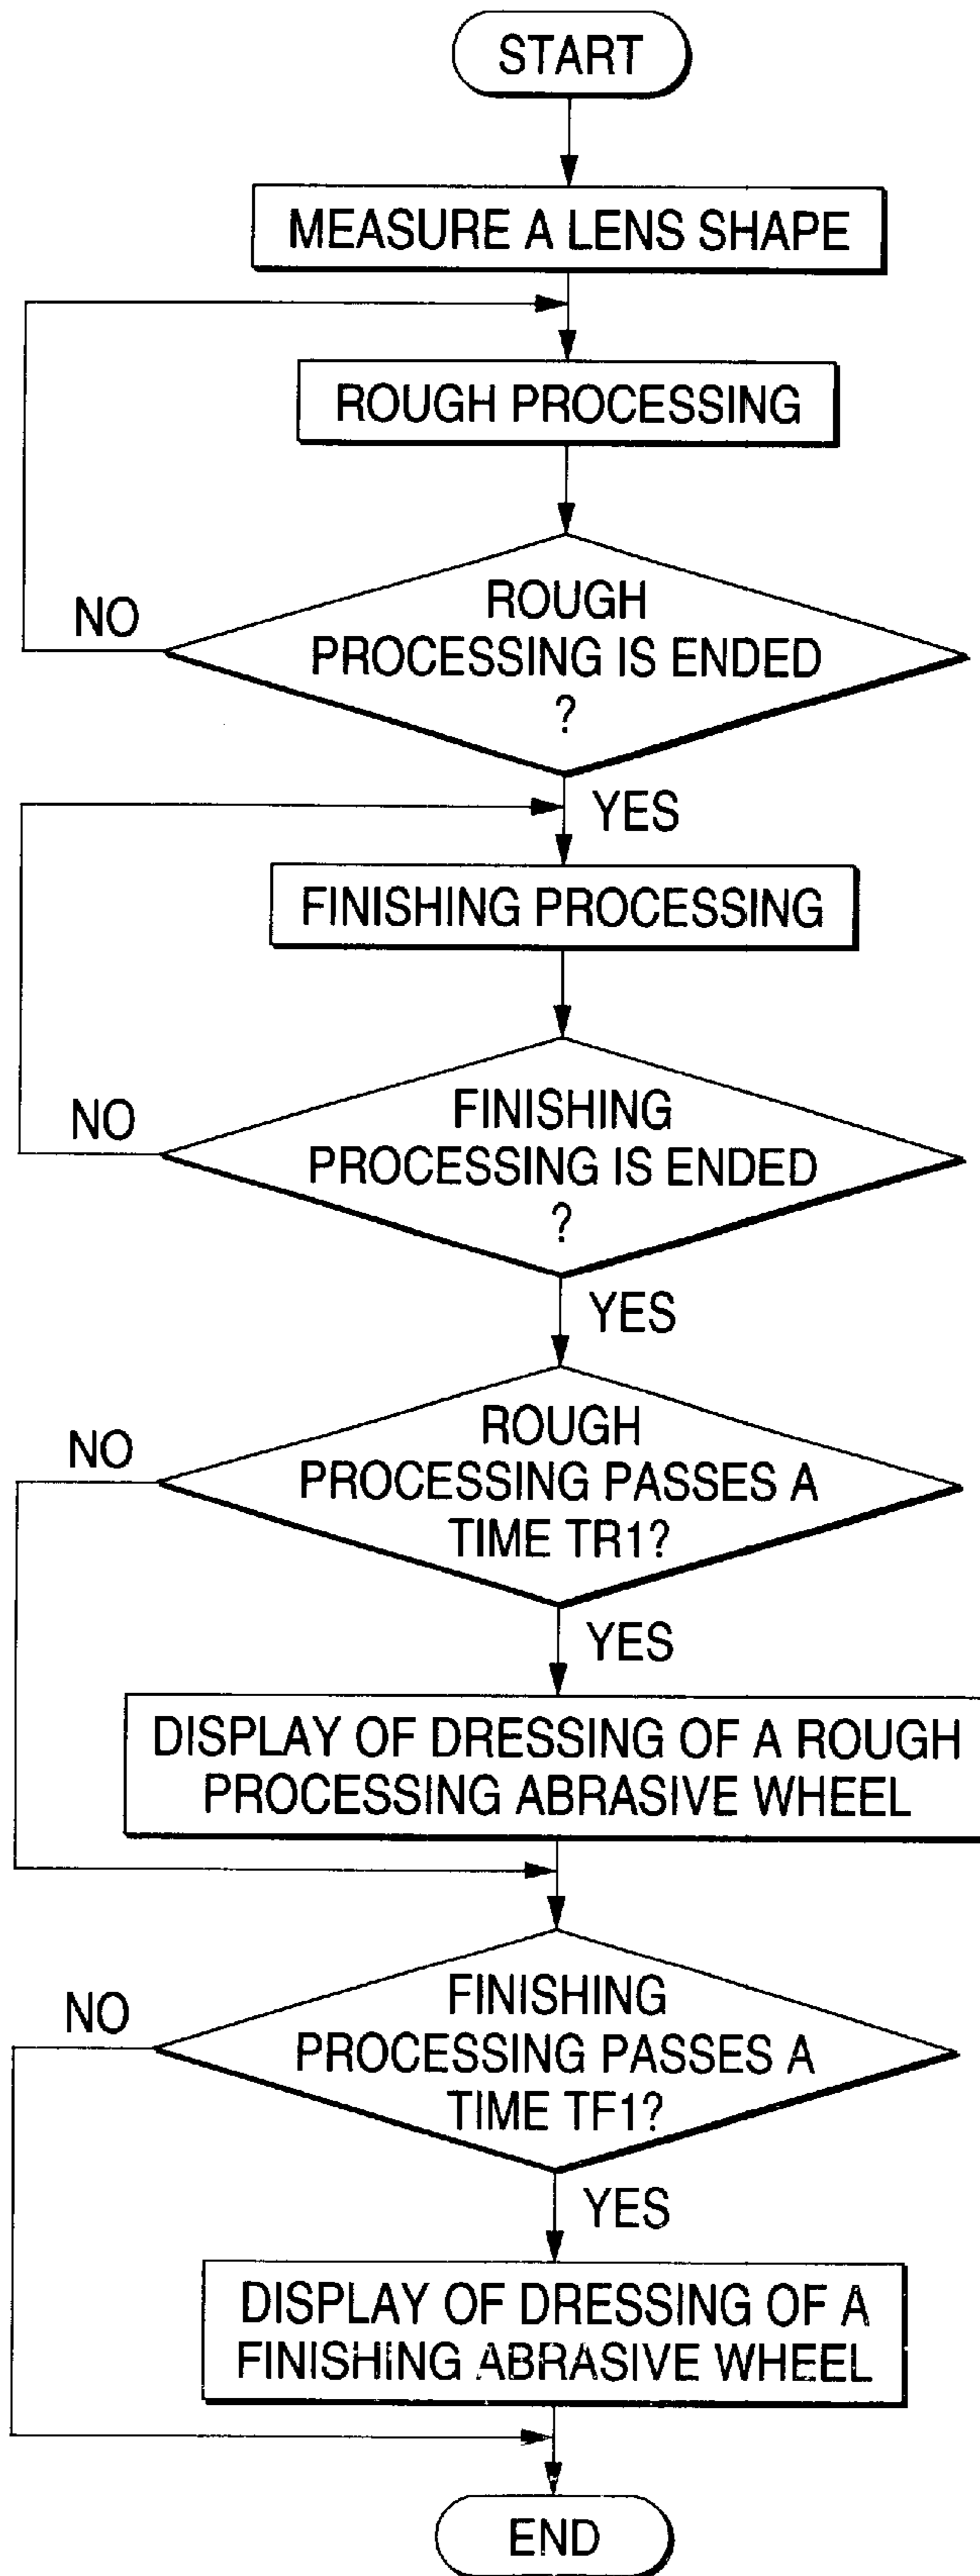 START
MEASURE A LENS SHAPE
ROUGH PROCESSING
ROUGH
PROCESSING IS ENDED
?
NO
YES
FINISHING PROCESSING
FINISHING
PROCESSING IS ENDED
?
NO
YES
ROUGH
PROCESSING PASSES A
TIME TR1?
NO
YES
DISPLAY OF DRESSING OF A ROUGH
PROCESSING ABRASIVE WHEEL
FINISHING
PROCESSING PASSES A
TIME TF1?
NO
YES
DISPLAY OF DRESSING OF A
FINISHING ABRASIVE WHEEL
END